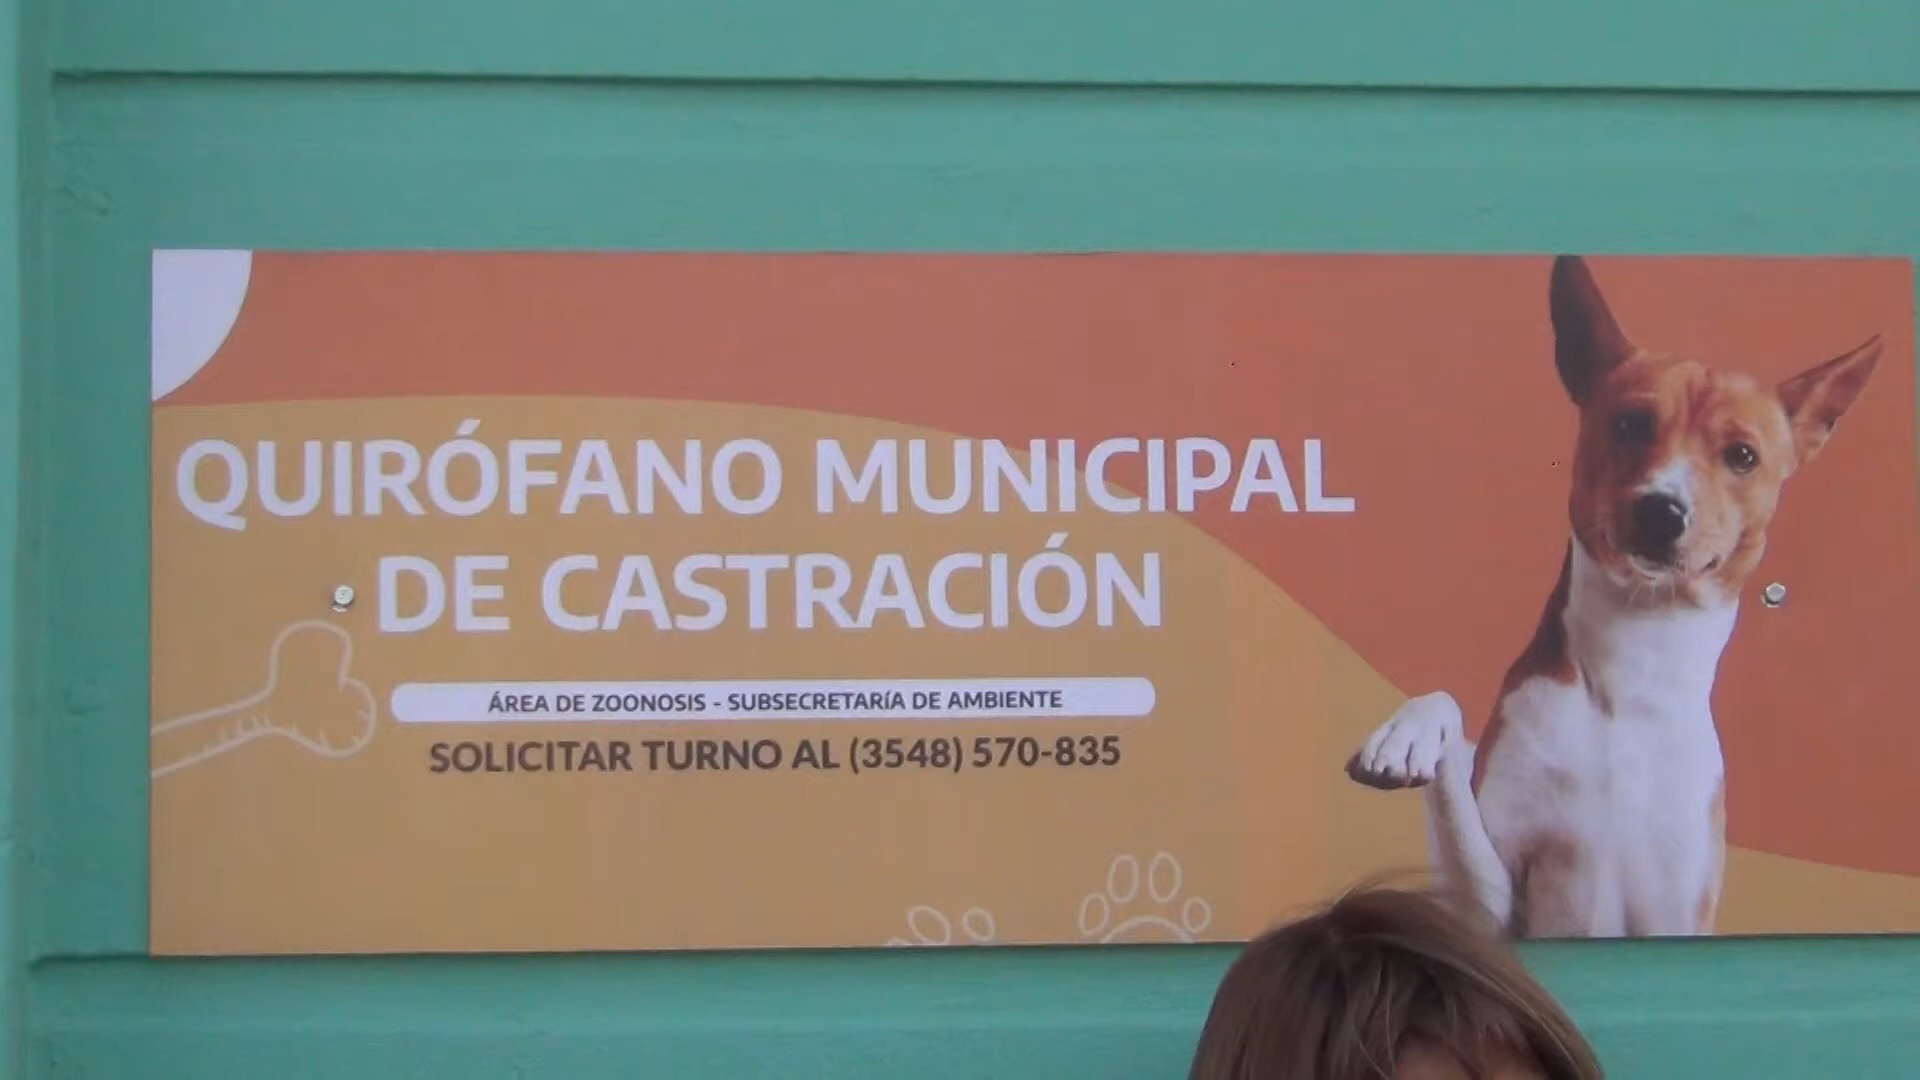 QUIRÓFANO MUNICIPAL
DE CASTRACIÓN
ÁREA DE ZOONOSIS - SUBSECRETARÍA DE AMBIENTE
SOLICITAR TURNO AL (3548) 570-835